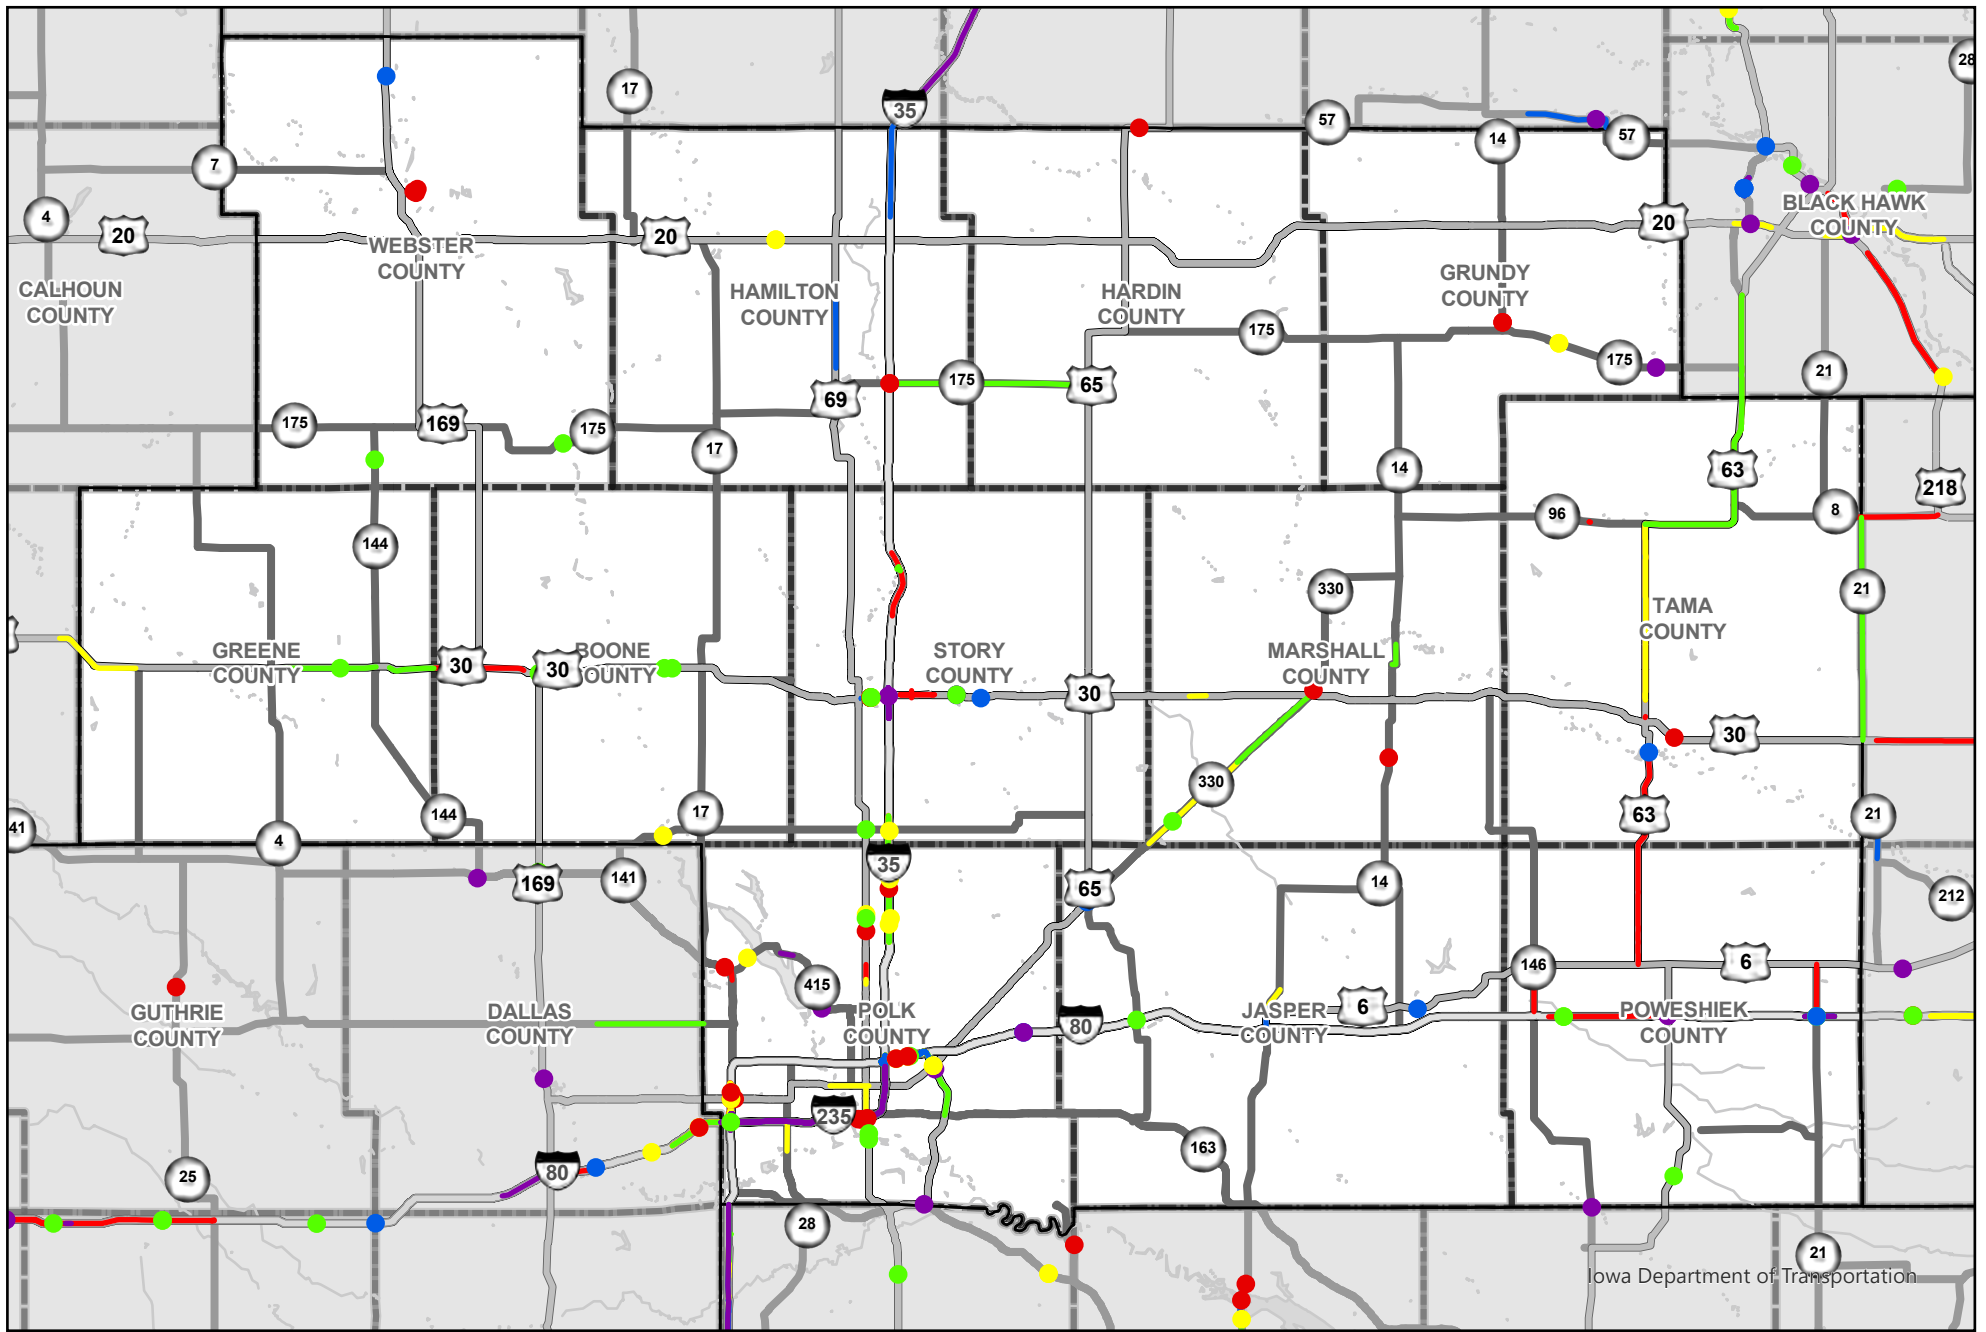 17
35
28
57
14
57
7
4
20
20
20
BLACK HAWK
COUNTY
WEBSTER
COUNTY
CALHOUN
COUNTY
HAMILTON
COUNTY
HARDIN
COUNTY
GRUNDY
COUNTY
175
175
21
69
175
65
175
169
175
17
14
63
218
96
8
144
330
21
TAMA
COUNTY
GREENE
COUNTY
30
30
BOONE
COUNTY
STORY
COUNTY
30
MARSHALL
COUNTY
30
330
41
4
144
17
63
21
35
169
141
65
14
212
415
146
6
GUTHRIE
COUNTY
DALLAS
COUNTY
POLK
COUNTY
80
JASPER
COUNTY
6
POWESHIEK
COUNTY
235
163
25
80
28
21
Iowa Department of Transportation